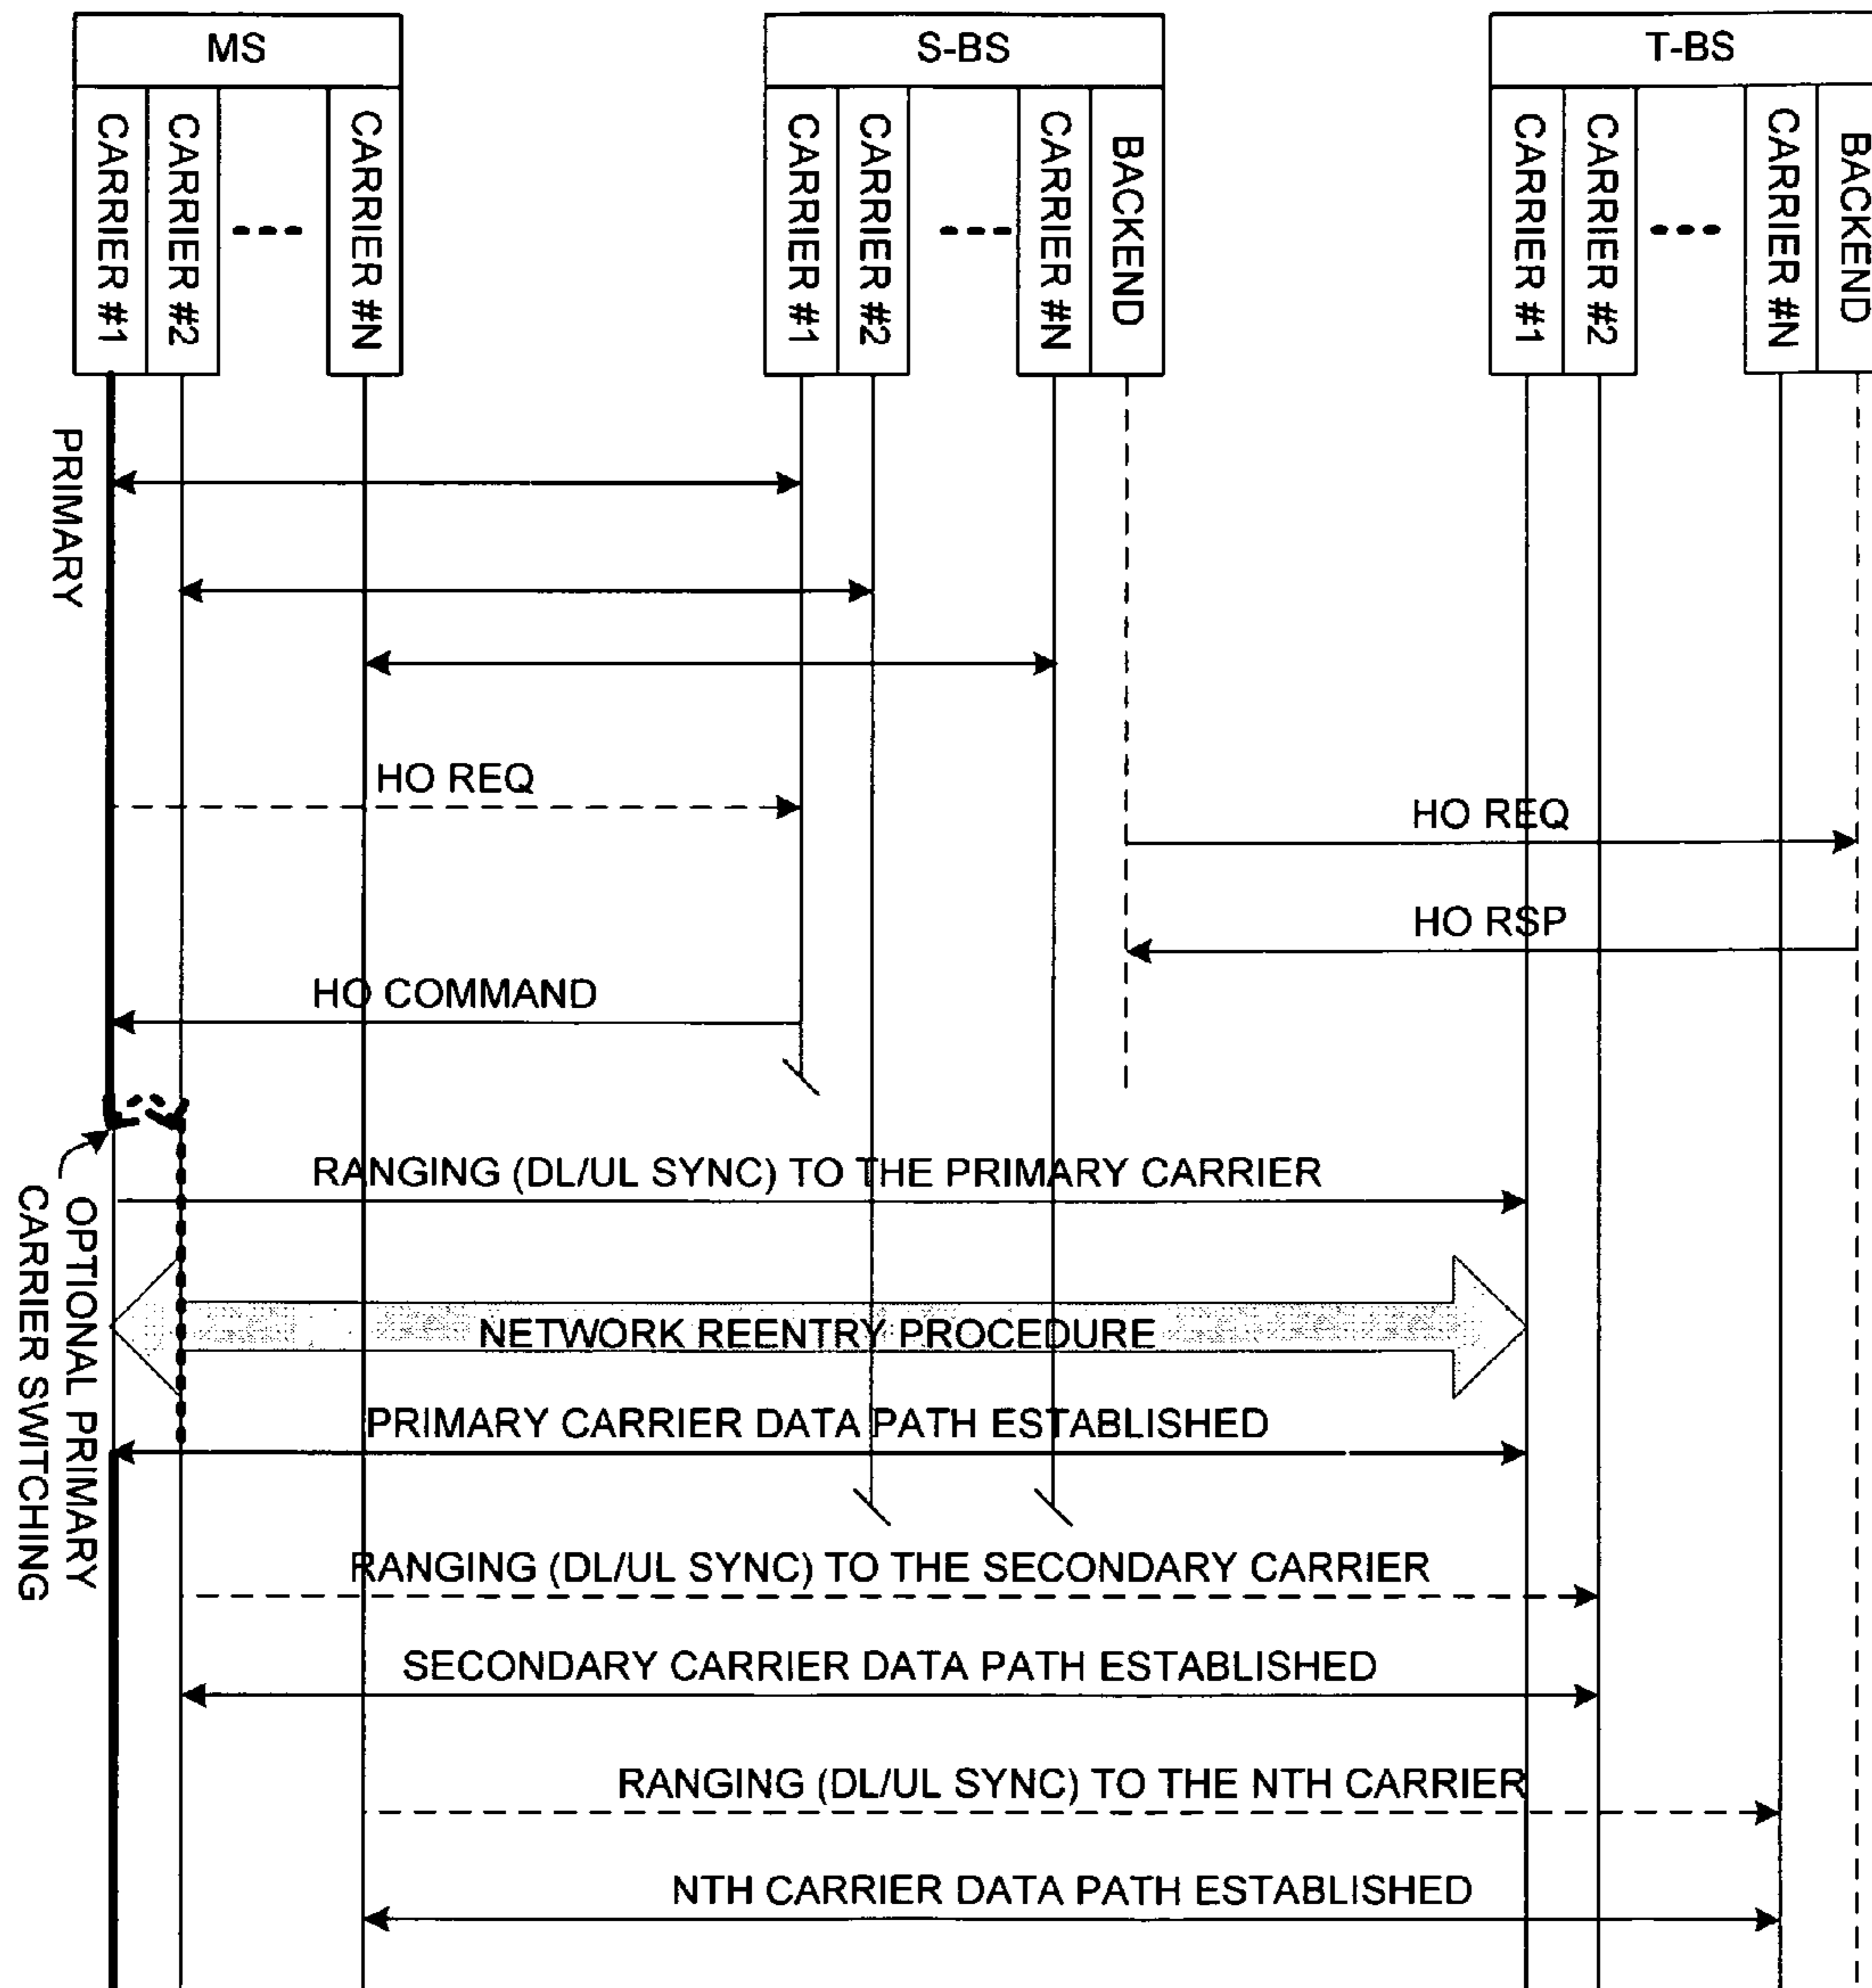 MS
S-BS
T-BS
CARRIER #1
CARRIER #2
CARRIER #N
CARRIER #1
CARRIER #2
CARRIER #N
BACKEND
CARRIER #1
CARRIER #2
CARRIER #N
BACKEND
PRIMARY
HO REQ
HO REQ
HO RSP
HO COMMAND
OPTIONAL PRIMARY
CARRIER SWITCHING
RANGING (DL/UL SYNC) TO THE PRIMARY CARRIER
NETWORK REENTRY PROCEDURE
PRIMARY CARRIER DATA PATH ESTABLISHED
RANGING (DL/UL SYNC) TO THE SECONDARY CARRIER
SECONDARY CARRIER DATA PATH ESTABLISHED
RANGING (DL/UL SYNC) TO THE NTH CARRIER
NTH CARRIER DATA PATH ESTABLISHED